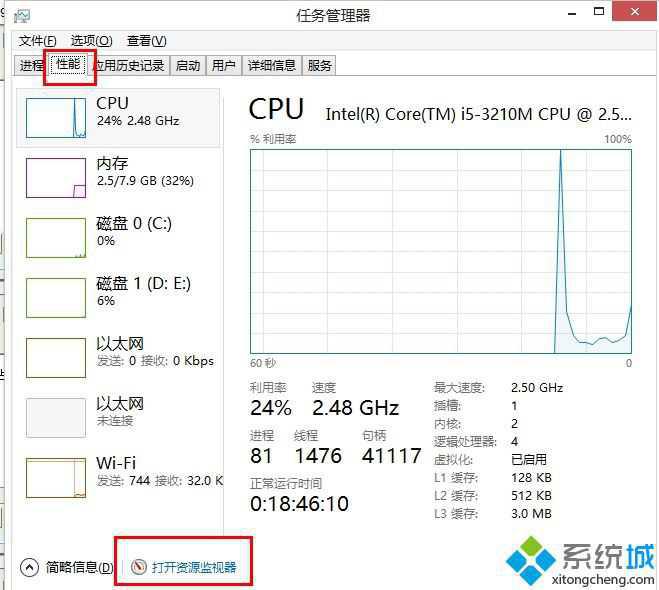 任务管理器
文件(F) 选项(O) 查看(V)
进程 性能 应用历史记录 启动 用户 详细信息 服务
CPU
24% 2.48 GHz
内存
2.5/7.9 GB (32%)
磁盘 0 (C:)
0%
磁盘 1 (D: E:)
6%
以太网
发送: 0 接收: 0 Kbps
以太网
未连接
Wi-Fi
发送: 744 接收: 32.0 K
CPU Intel(R) Core(TM) i5-3210M CPU @ 2.5...
% 利用率 100%
60 秒 0
利用率 速度
24% 2.48 GHz
进程 线程 句柄
81 1476 41117
正常运行时间
0:18:46:10
最大速度: 2.50 GHz
插槽: 1
内核: 2
逻辑处理器: 4
虚拟化: 已启用
L1 缓存: 128 KB
L2 缓存: 512 KB
L3 缓存: 3.0 MB
简略信息(D) 打开资源监视器
系统城
xitongcheng.com